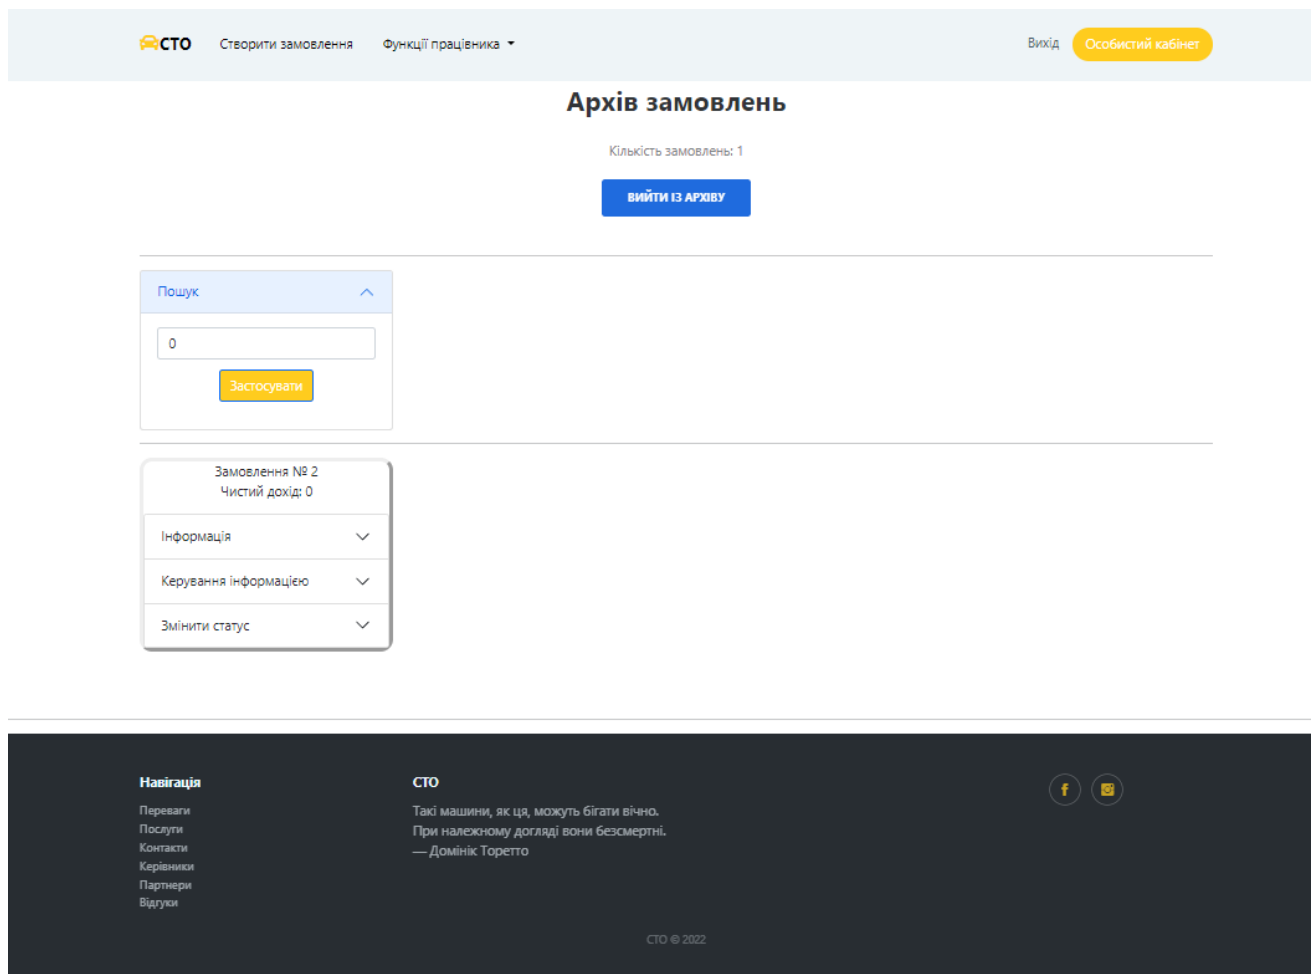 СТО Створити замовлення Функції працівника Вихід Особистий кабінет
Архів замовлень
Кількість замовлень: 1
ВИЙТИ ІЗ АРХІВУ
Пошук
0
Застосувати
Замовлення № 2
Чистий дохід: 0
Інформація
Керування інформацією
Змінити статус
Навігація
Переваги
Послуги
Контакти
Керівники
Партнери
Відгуки
СТО
Такі машини, як ця, можуть бігати вічно.
При належному догляді вони безсмертні.
— Домінік Торетто
СТО © 2022